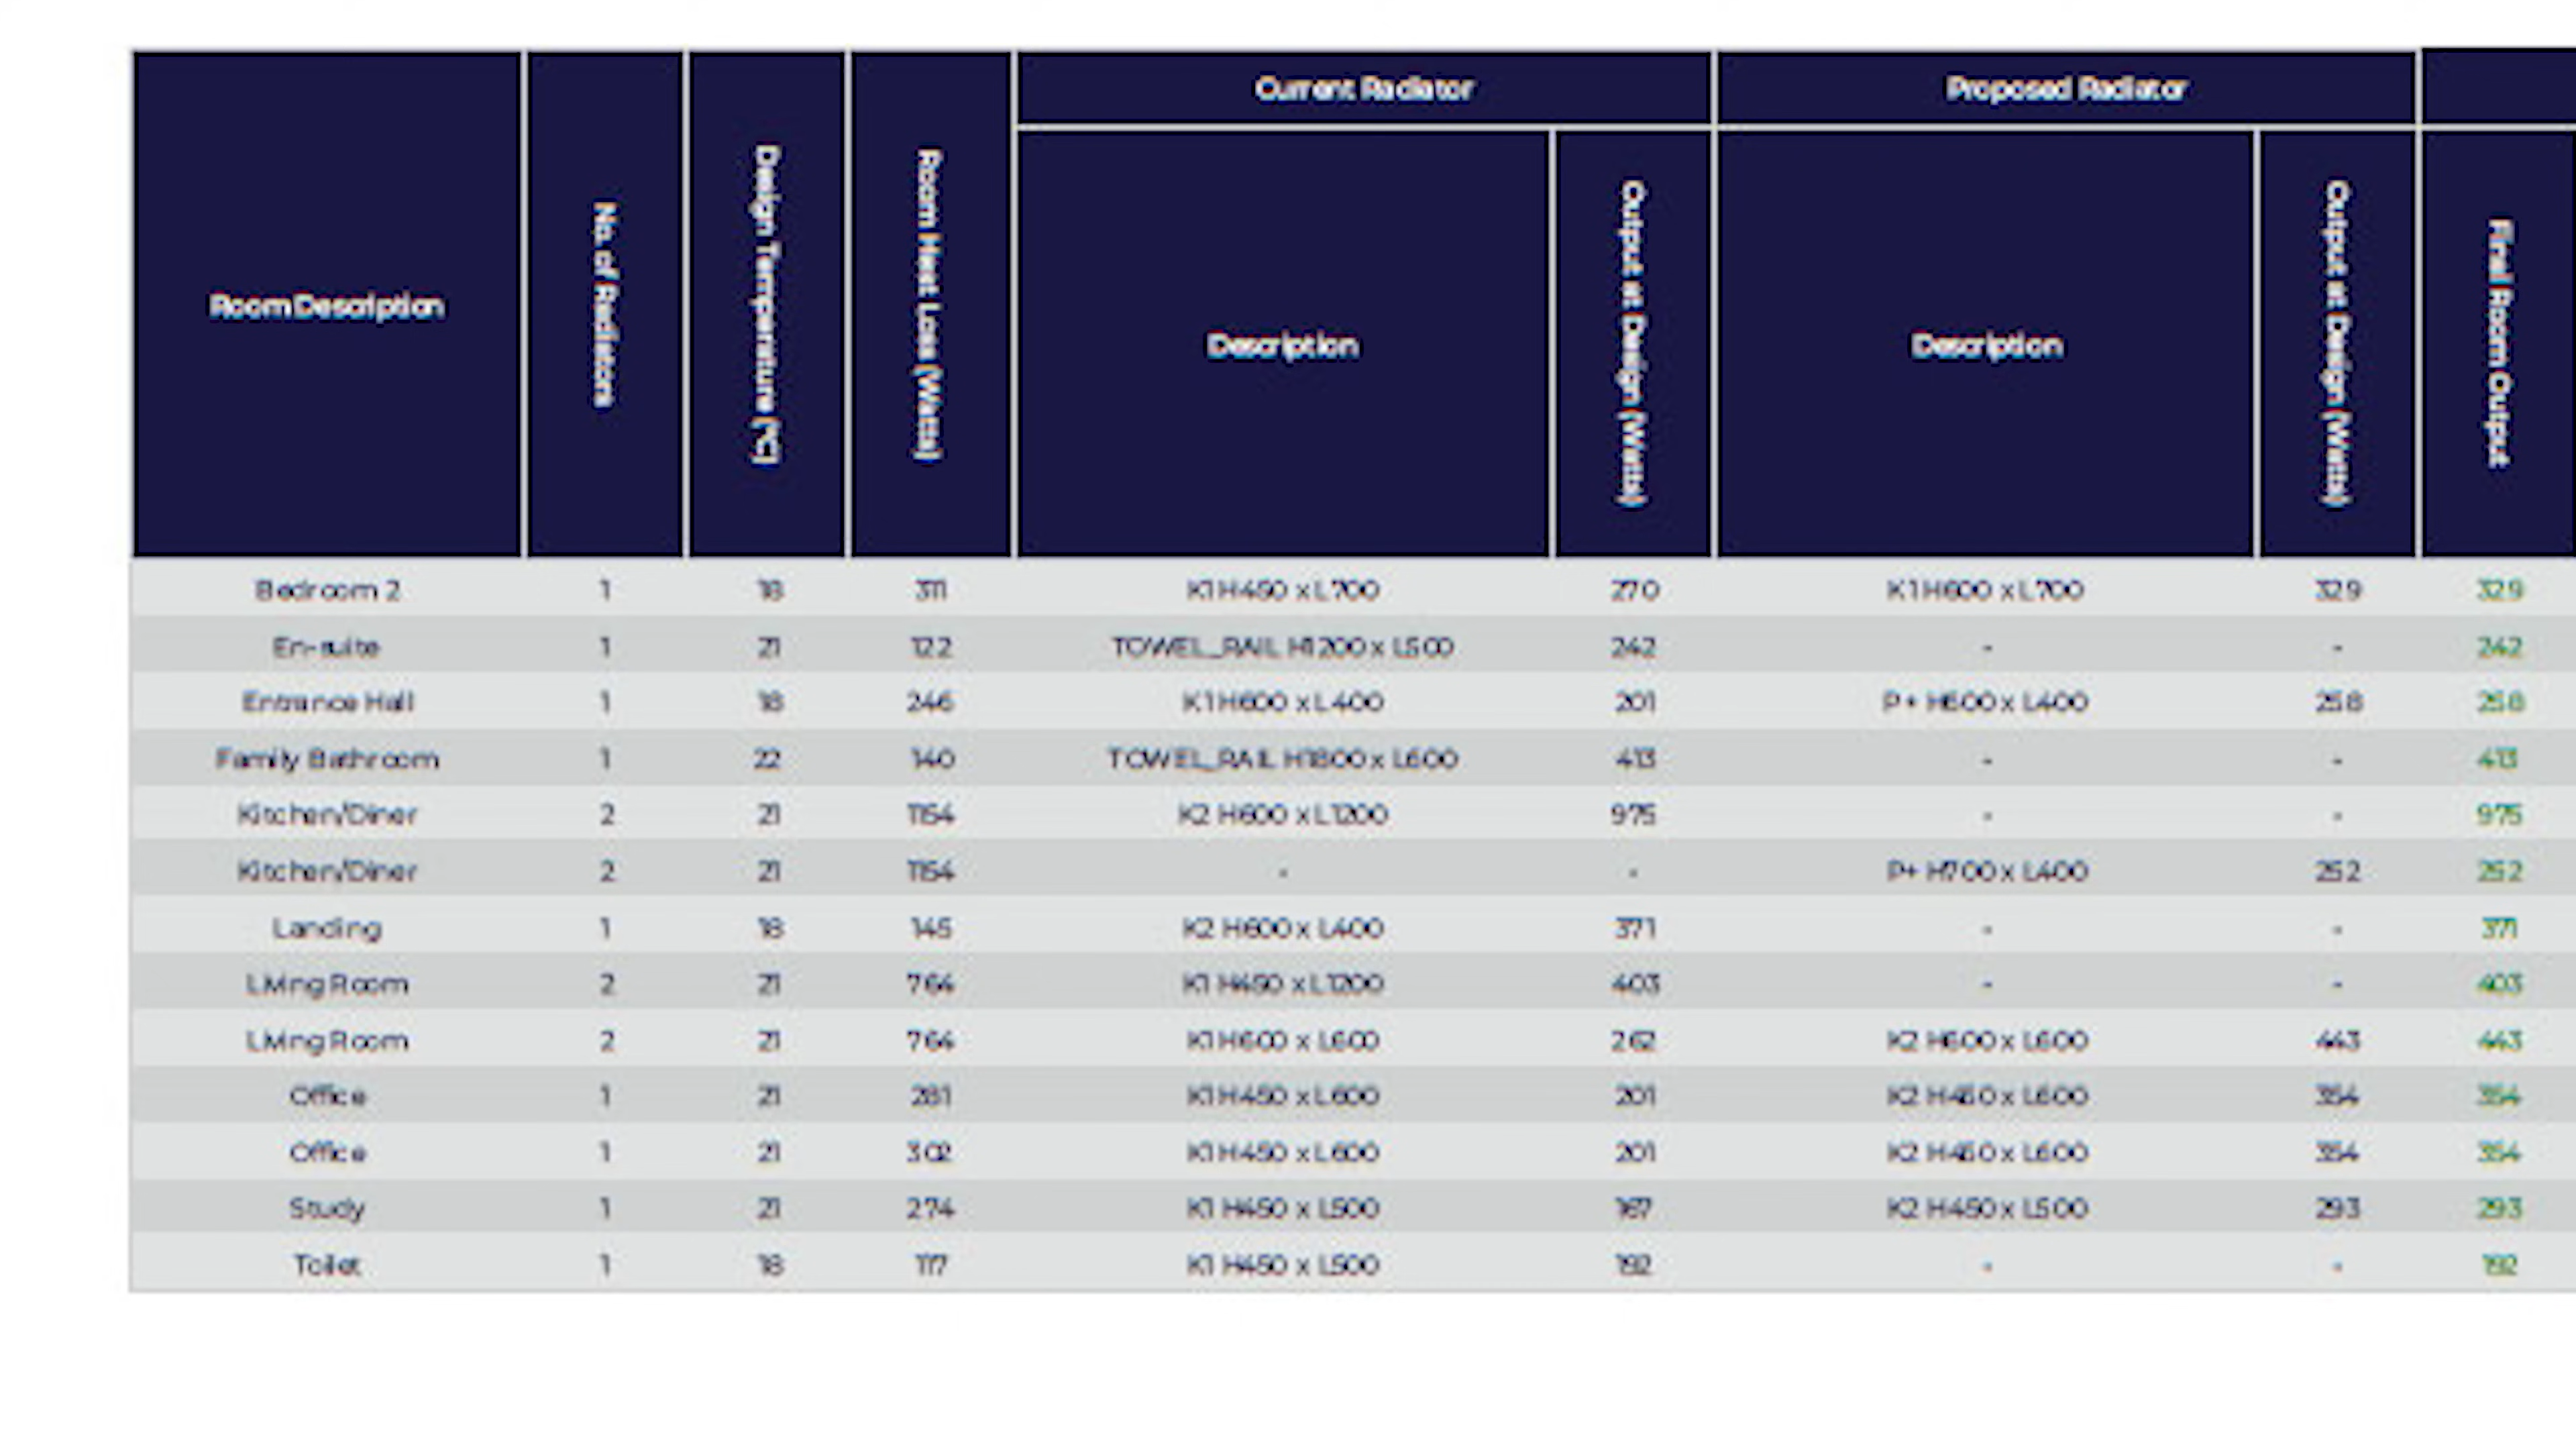 Current Radiator Proposed Radiator
Room Description No. of Radiators Design Temperature (°C) Room Heat Loss (Watts) Description Output at Design (Watts) Description Output at Design (Watts) Final Room Output
Bedroom 2 1 18 311 K1 H450 x L700 270 K1 H600 x L700 329 329
En-suite 1 21 122 TOWEL_RAIL H1200 x L500 242 - - 242
Entrance Hall 1 18 246 K1 H600 x L400 201 P+ H600 x L400 258 258
Family Bathroom 1 22 140 TOWEL_RAIL H1800 x L600 413 - - 413
Kitchen/Diner 2 21 1154 K2 H600 x L1200 975 - - 975
Kitchen/Diner 2 21 1154 - - P+ H700 x L400 252 252
Landing 1 18 145 K2 H600 x L400 371 - - 371
Living Room 2 21 764 K1 H450 x L1200 403 - - 403
Living Room 2 21 764 K1 H600 x L600 262 K2 H600 x L600 443 443
Office 1 21 281 K1 H450 x L600 201 K2 H450 x L600 354 354
Office 1 21 302 K1 H450 x L600 201 K2 H450 x L600 354 354
Study 1 21 274 K1 H450 x L500 167 K2 H450 x L500 293 293
Toilet 1 18 117 K1 H450 x L500 192 - - 192